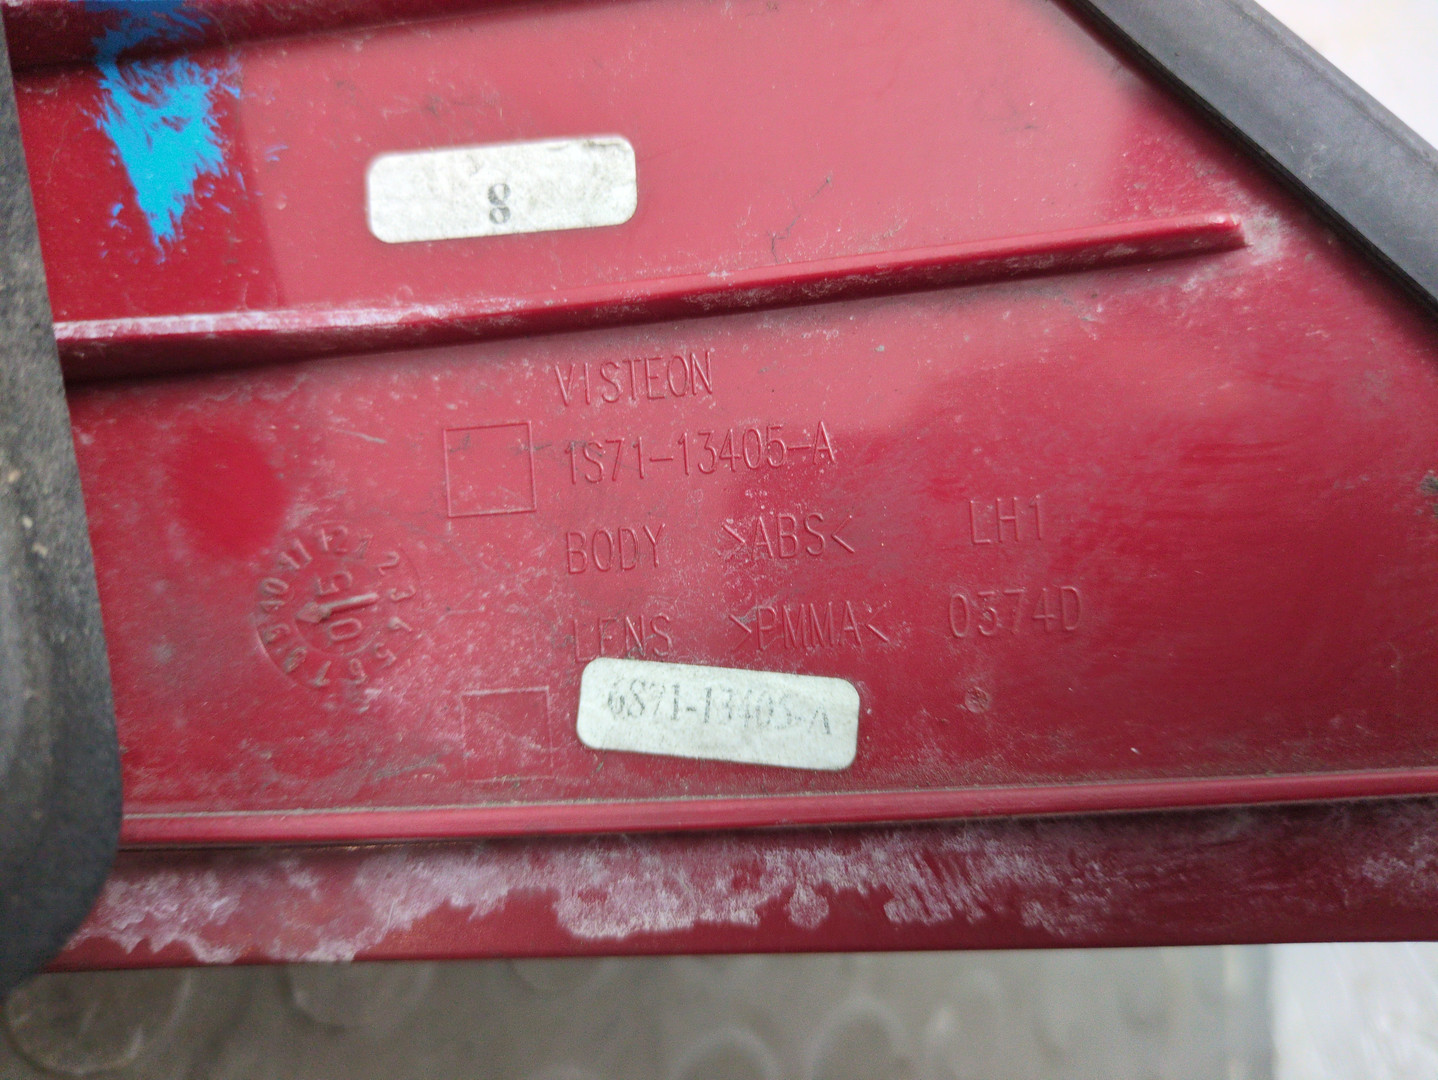 8
VISTEON
1S71-13405-A
BODY >ABS< LH1
LENS >PMMA< 0374D
6S71-13405-A